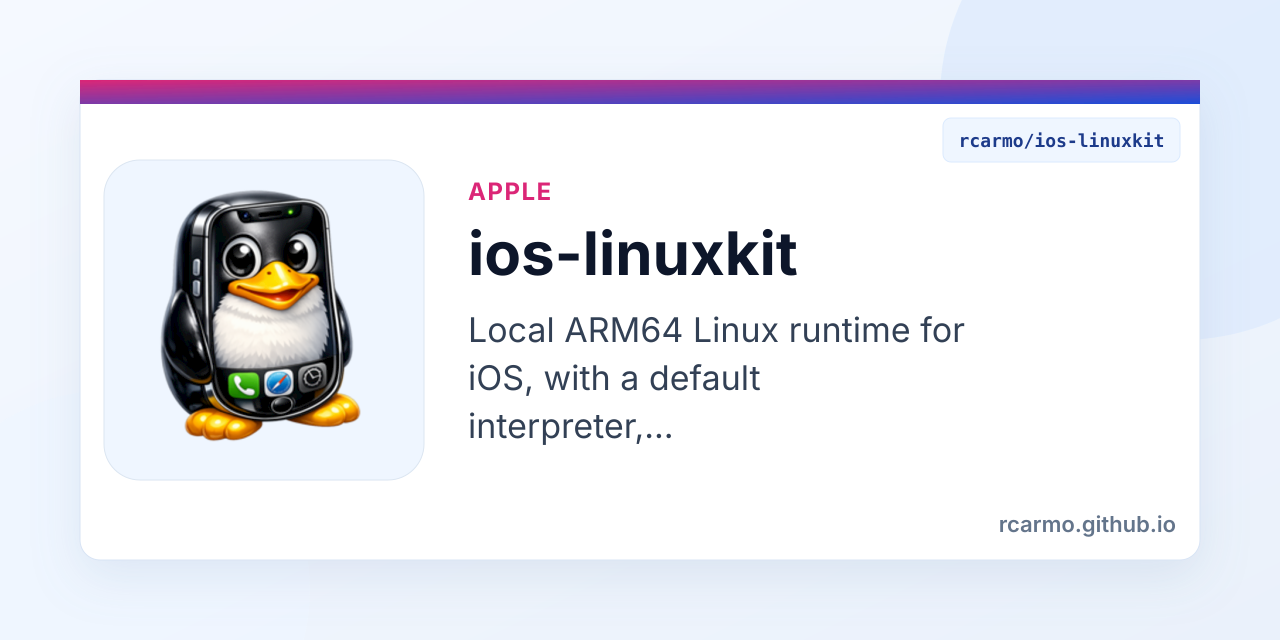 rcarmo/ios-linuxkit
APPLE
ios-linuxkit
Local ARM64 Linux runtime for
iOS, with a default
interpreter,...
rcarmo.github.io